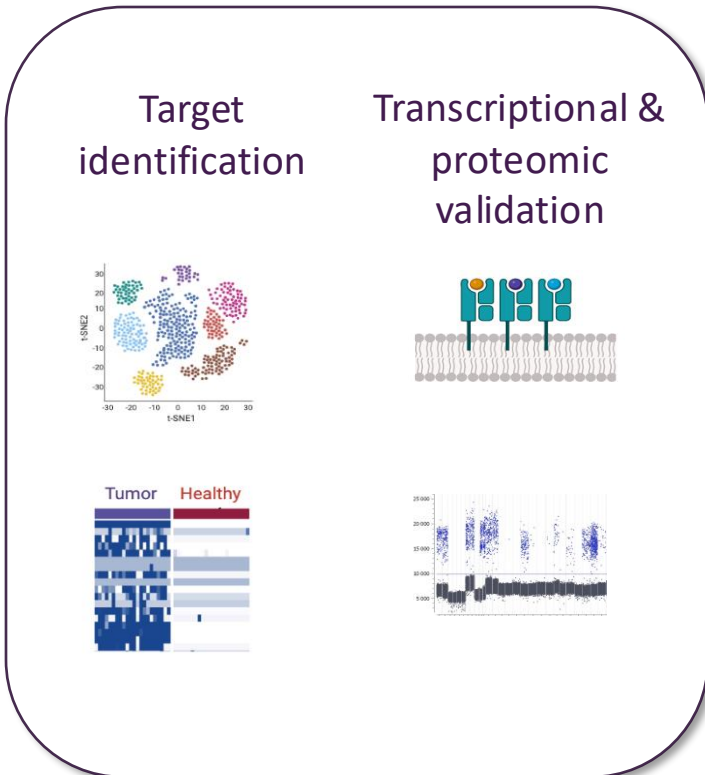 Target
identification
Transcriptional &
proteomic
validation
t-SNE2
30
20
10
0
-10
-20
-30
-30 -20 -10 0 10 20 30
t-SNE1
Tumor Healthy
25 000
20 000
15 000
10 000
5 000